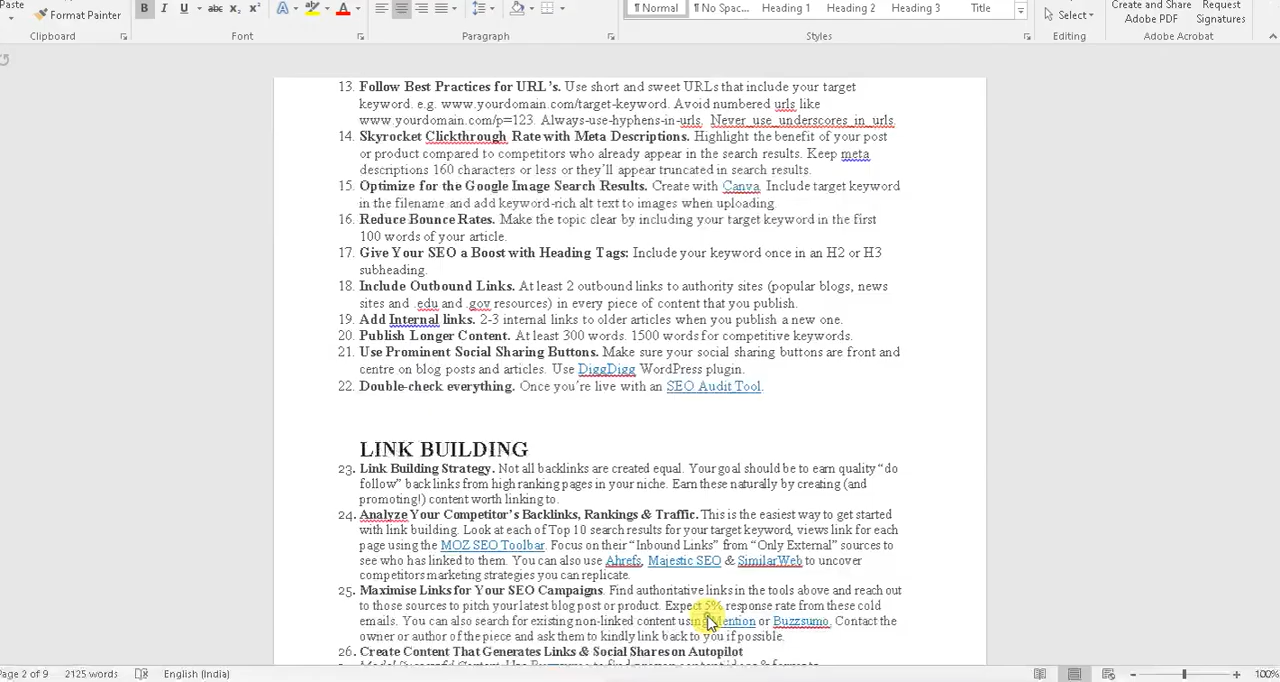 Paste
Format Painter
B I U abc x₂ x² A A
¶ Normal ¶ No Spac... Heading 1 Heading 2 Heading 3 Title
Select
Create and Share Request
Adobe PDF Signatures
Clipboard Font Paragraph Styles Editing Adobe Acrobat
13. Follow Best Practices for URL's. Use short and sweet URLs that include your target
keyword. e.g. www.yourdomain.com/target-keyword. Avoid numbered urls like
www.yourdomain.com/p=123. Always-use-hyphens-in-urls. Never_use_underscores_in_urls.
14. Skyrocket Clickthrough Rate with Meta Descriptions. Highlight the benefit of your post
or product compared to competitors who already appear in the search results. Keep meta
descriptions 160 characters or less or they'll appear truncated in search results.
15. Optimize for the Google Image Search Results. Create with Canva. Include target keyword
in the filename and add keyword-rich alt text to images when uploading.
16. Reduce Bounce Rates. Make the topic clear by including your target keyword in the first
100 words of your article.
17. Give Your SEO a Boost with Heading Tags: Include your keyword once in an H2 or H3
subheading.
18. Include Outbound Links. At least 2 outbound links to authority sites (popular blogs, news
sites and .edu and .gov resources) in every piece of content that you publish.
19. Add Internal links. 2-3 internal links to older articles when you publish a new one.
20. Publish Longer Content. At least 300 words. 1500 words for competitive keywords.
21. Use Prominent Social Sharing Buttons. Make sure your social sharing buttons are front and
centre on blog posts and articles. Use DiggDigg WordPress plugin.
22. Double-check everything. Once you're live with an SEO Audit Tool.
LINK BUILDING
23. Link Building Strategy. Not all backlinks are created equal. Your goal should be to earn quality "do
follow" back links from high ranking pages in your niche. Earn these naturally by creating (and
promoting!) content worth linking to.
24. Analyze Your Competitor's Backlinks, Rankings & Traffic. This is the easiest way to get started
with link building. Look at each of Top 10 search results for your target keyword, views link for each
page using the MOZ SEO Toolbar. Focus on their "Inbound Links" from "Only External" sources to
see who has linked to them. You can also use Ahrefs, Majestic SEO & SimilarWeb to uncover
competitors marketing strategies you can replicate.
25. Maximise Links for Your SEO Campaigns. Find authoritative links in the tools above and reach out
to those sources to pitch your latest blog post or product. Expect 5% response rate from these cold
emails. You can also search for existing non-linked content using Mention or Buzzsumo. Contact the
owner or author of the piece and ask them to kindly link back to you if possible.
26. Create Content That Generates Links & Social Shares on Autopilot
Page 2 of 9 2125 words English (India) 100%